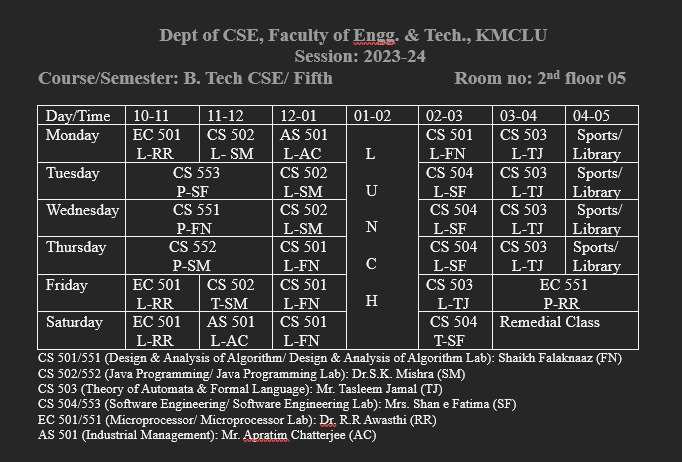 Dept of CSE, Faculty of Engg. & Tech., KMCLU
Session: 2023-24
Course/Semester: B. Tech CSE/ Fifth Room no: 2nd floor 05
Day/Time 10-11 11-12 12-01 01-02 02-03 03-04 04-05
Monday EC 501 CS 502 AS 501 CS 501 CS 503 Sports/
L-RR L- SM L-AC L L-FN L-TJ Library
Tuesday CS 553 CS 502 CS 504 CS 503 Sports/
P-SF L-SM U L-SF L-TJ Library
Wednesday CS 551 CS 502 CS 504 CS 503 Sports/
P-FN L-SM N L-SF L-TJ Library
Thursday CS 552 CS 501 CS 504 CS 503 Sports/
P-SM L-FN C L-SF L-TJ Library
Friday EC 501 CS 502 CS 501 CS 503 EC 551
L-RR T-SM L-FN H L-TJ P-RR
Saturday EC 501 AS 501 CS 501 CS 504 Remedial Class
L-RR L-AC L-FN T-SF
CS 501/551 (Design & Analysis of Algorithm/ Design & Analysis of Algorithm Lab): Shaikh Falaknaaz (FN)
CS 502/552 (Java Programming/ Java Programming Lab): Dr.S.K. Mishra (SM)
CS 503 (Theory of Automata & Formal Language): Mr. Tasleem Jamal (TJ)
CS 504/553 (Software Engineering/ Software Engineering Lab): Mrs. Shan e Fatima (SF)
EC 501/551 (Microprocessor/ Microprocessor Lab): Dr. R.R Awasthi (RR)
AS 501 (Industrial Management): Mr. Apratim Chatterjee (AC)